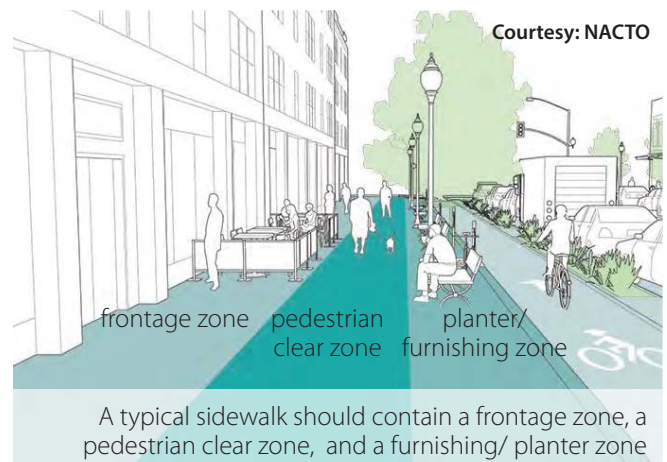 Courtesy: NACTO
frontage zone
pedestrian
clear zone
planter/
furnishing zone
A typical sidewalk should contain a frontage zone, a
pedestrian clear zone, and a furnishing/ planter zone